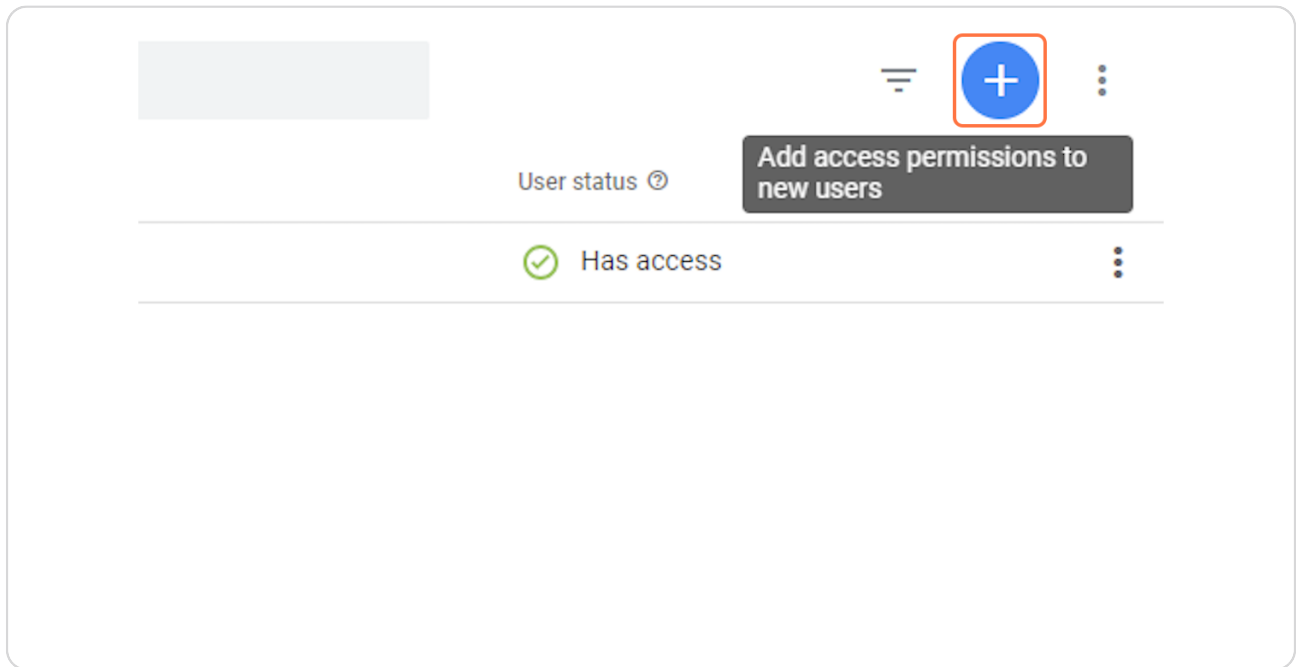 Add access permissions to
new users
User status
Has access